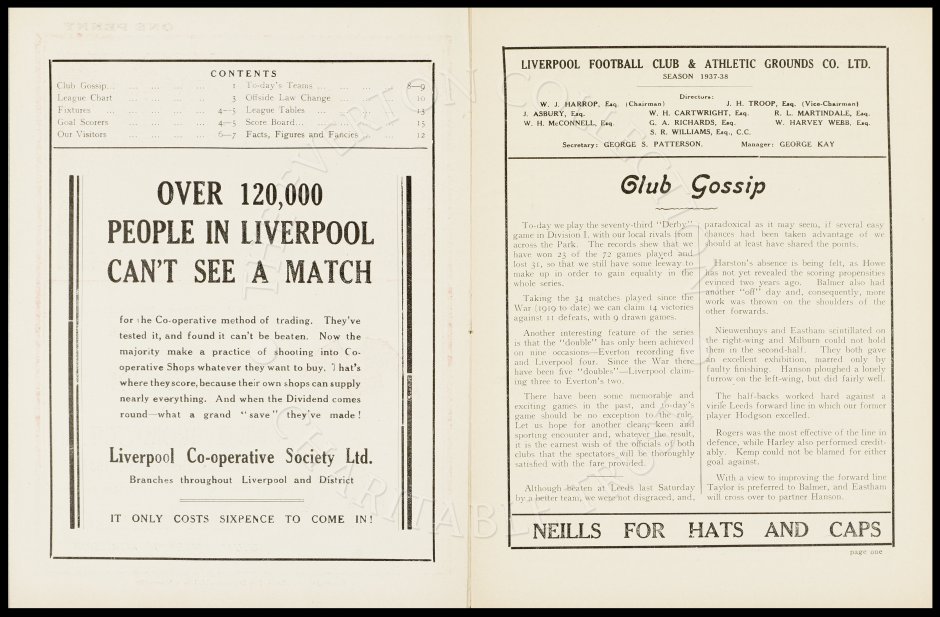 CONTENTS
Club Gossip... ... ... ... 1
League Chart ... ... ... 3
Fixtures ... ... ... 4—5
Goal Scorers ... ... ... 4—5
Our Visitors ... ... ... 6—7
To-day's Teams ... ... ... 8—9
Offside Law Change ... ... 10
League Tables ... ... ... 13
Score Board... ... ... 15
Facts, Figures and Fancies ... 12
OVER 120,000
PEOPLE IN LIVERPOOL
CAN'T SEE A MATCH
for the Co-operative method of trading. They've
tested it, and found it can't be beaten. Now the
majority make a practice of shooting into Co-
operative Shops whatever they want to buy. That's
where they score, because their own shops can supply
nearly everything. And when the Dividend comes
round—what a grand "save" they've made!
Liverpool Co-operative Society Ltd.
Branches throughout Liverpool and District
IT ONLY COSTS SIXPENCE TO COME IN!
LIVERPOOL FOOTBALL CLUB & ATHLETIC GROUNDS CO. LTD.
SEASON 1937-38
Directors:
W. J. HARROP, Esq. (Chairman) J. H. TROOP, Esq. (Vice-Chairman)
J. ASBURY, Esq. W. H. CARTWRIGHT, Esq. R. L. MARTINDALE, Esq.
W. H. McCONNELL, Esq. G. A. RICHARDS, Esq. W. HARVEY WEBB, Esq.
S. R. WILLIAMS, Esq., C.C.
Secretary: GEORGE S. PATTERSON. Manager: GEORGE KAY
Club Gossip
To-day we play the seventy-third "Derby"
game in Division I, with our local rivals from
across the Park. The records shew that we
have won 23 of the 72 games played and
lost 31, so that we still have some leeway to
make up in order to gain equality in the
whole series.
Taking the 34 matches played since the
War (1919 to date) we can claim 14 victories
against 11 defeats, with 9 drawn games.
Another interesting feature of the series
is that the "double" has only been achieved
on nine occasions—Everton recording five
and Liverpool four. Since the War there
have been five "doubles"—Liverpool claim-
ing three to Everton's two.
There have been some memorable and
exciting games in the past, and to-day's
game should be no exception to the rule.
Let us hope for another clean, keen and
sporting encounter and, whatever the result,
it is the earnest wish of the officials of both
clubs that the spectators will be thoroughly
satisfied with the fare provided.
Although beaten at Leeds last Saturday
by a better team, we were not disgraced, and,
paradoxical as it may seem, if several easy
chances had been taken advantage of we
should at least have shared the points.
Harston's absence is being felt, as Howe
has not yet revealed the scoring propensities
evinced two years ago. Balmer also had
another "off" day and, consequently, more
work was thrown on the shoulders of the
other forwards.
Nieuwenhuys and Eastham scintillated on
the right-wing and Milburn could not hold
them in the second-half. They both gave
an excellent exhibition, marred only by
faulty finishing. Hanson ploughed a lonely
furrow on the left-wing, but did fairly well.
The half-backs worked hard against a
virile Leeds forward line in which our former
player Hodgson excelled.
Rogers was the most effective of the line in
defence, while Harley also performed credit-
ably. Kemp could not be blamed for either
goal against,
With a view to improving the forward line
Taylor is preferred to Balmer, and Eastham
will cross over to partner Hanson.
NEILLS FOR HATS AND CAPS
page one